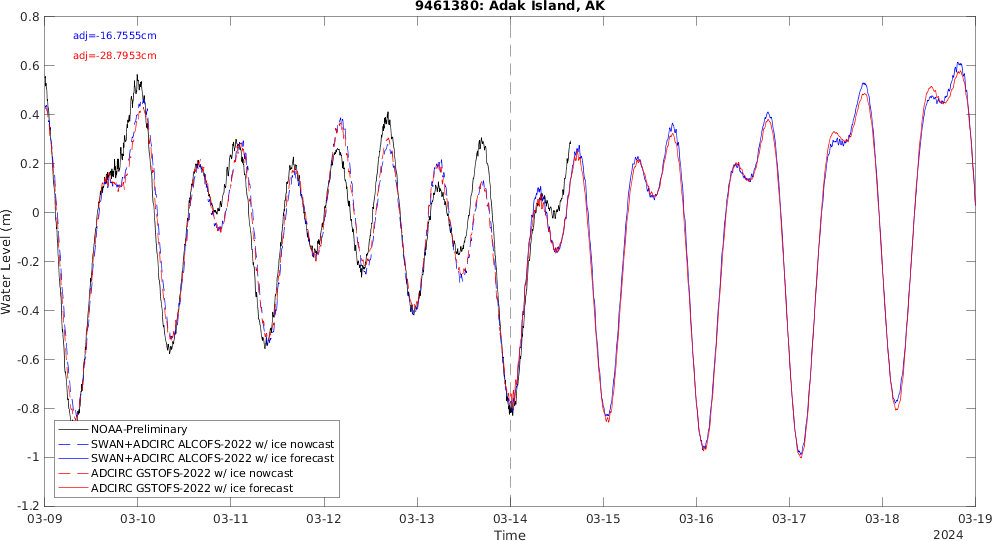 9461380: Adak Island, AK
adj=-16.7555cm
adj=-28.7953cm
Water Level (m)
0.8
0.6
0.4
0.2
0
-0.2
-0.4
-0.6
-0.8
-1
-1.2
NOAA-Preliminary
SWAN+ADCIRC ALCOFS-2022 w/ ice nowcast
SWAN+ADCIRC ALCOFS-2022 w/ ice forecast
ADCIRC GSTOFS-2022 w/ ice nowcast
ADCIRC GSTOFS-2022 w/ ice forecast
03-09 03-10 03-11 03-12 03-13 03-14 03-15 03-16 03-17 03-18 03-19
Time
2024